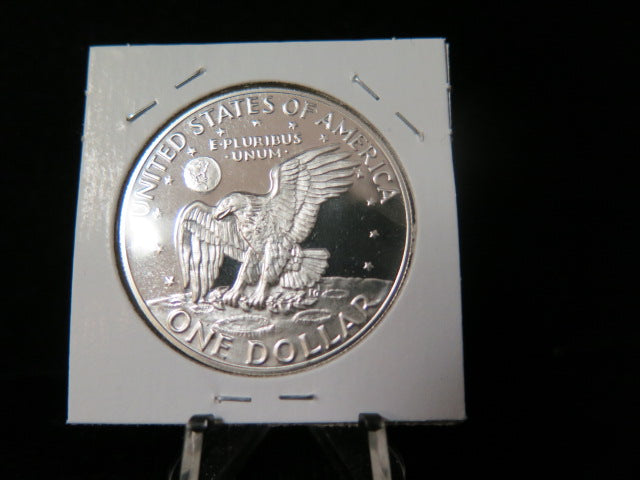 UNITED STATES OF AMERICA
E·PLURIBUS
·UNUM·
ONE DOLLAR